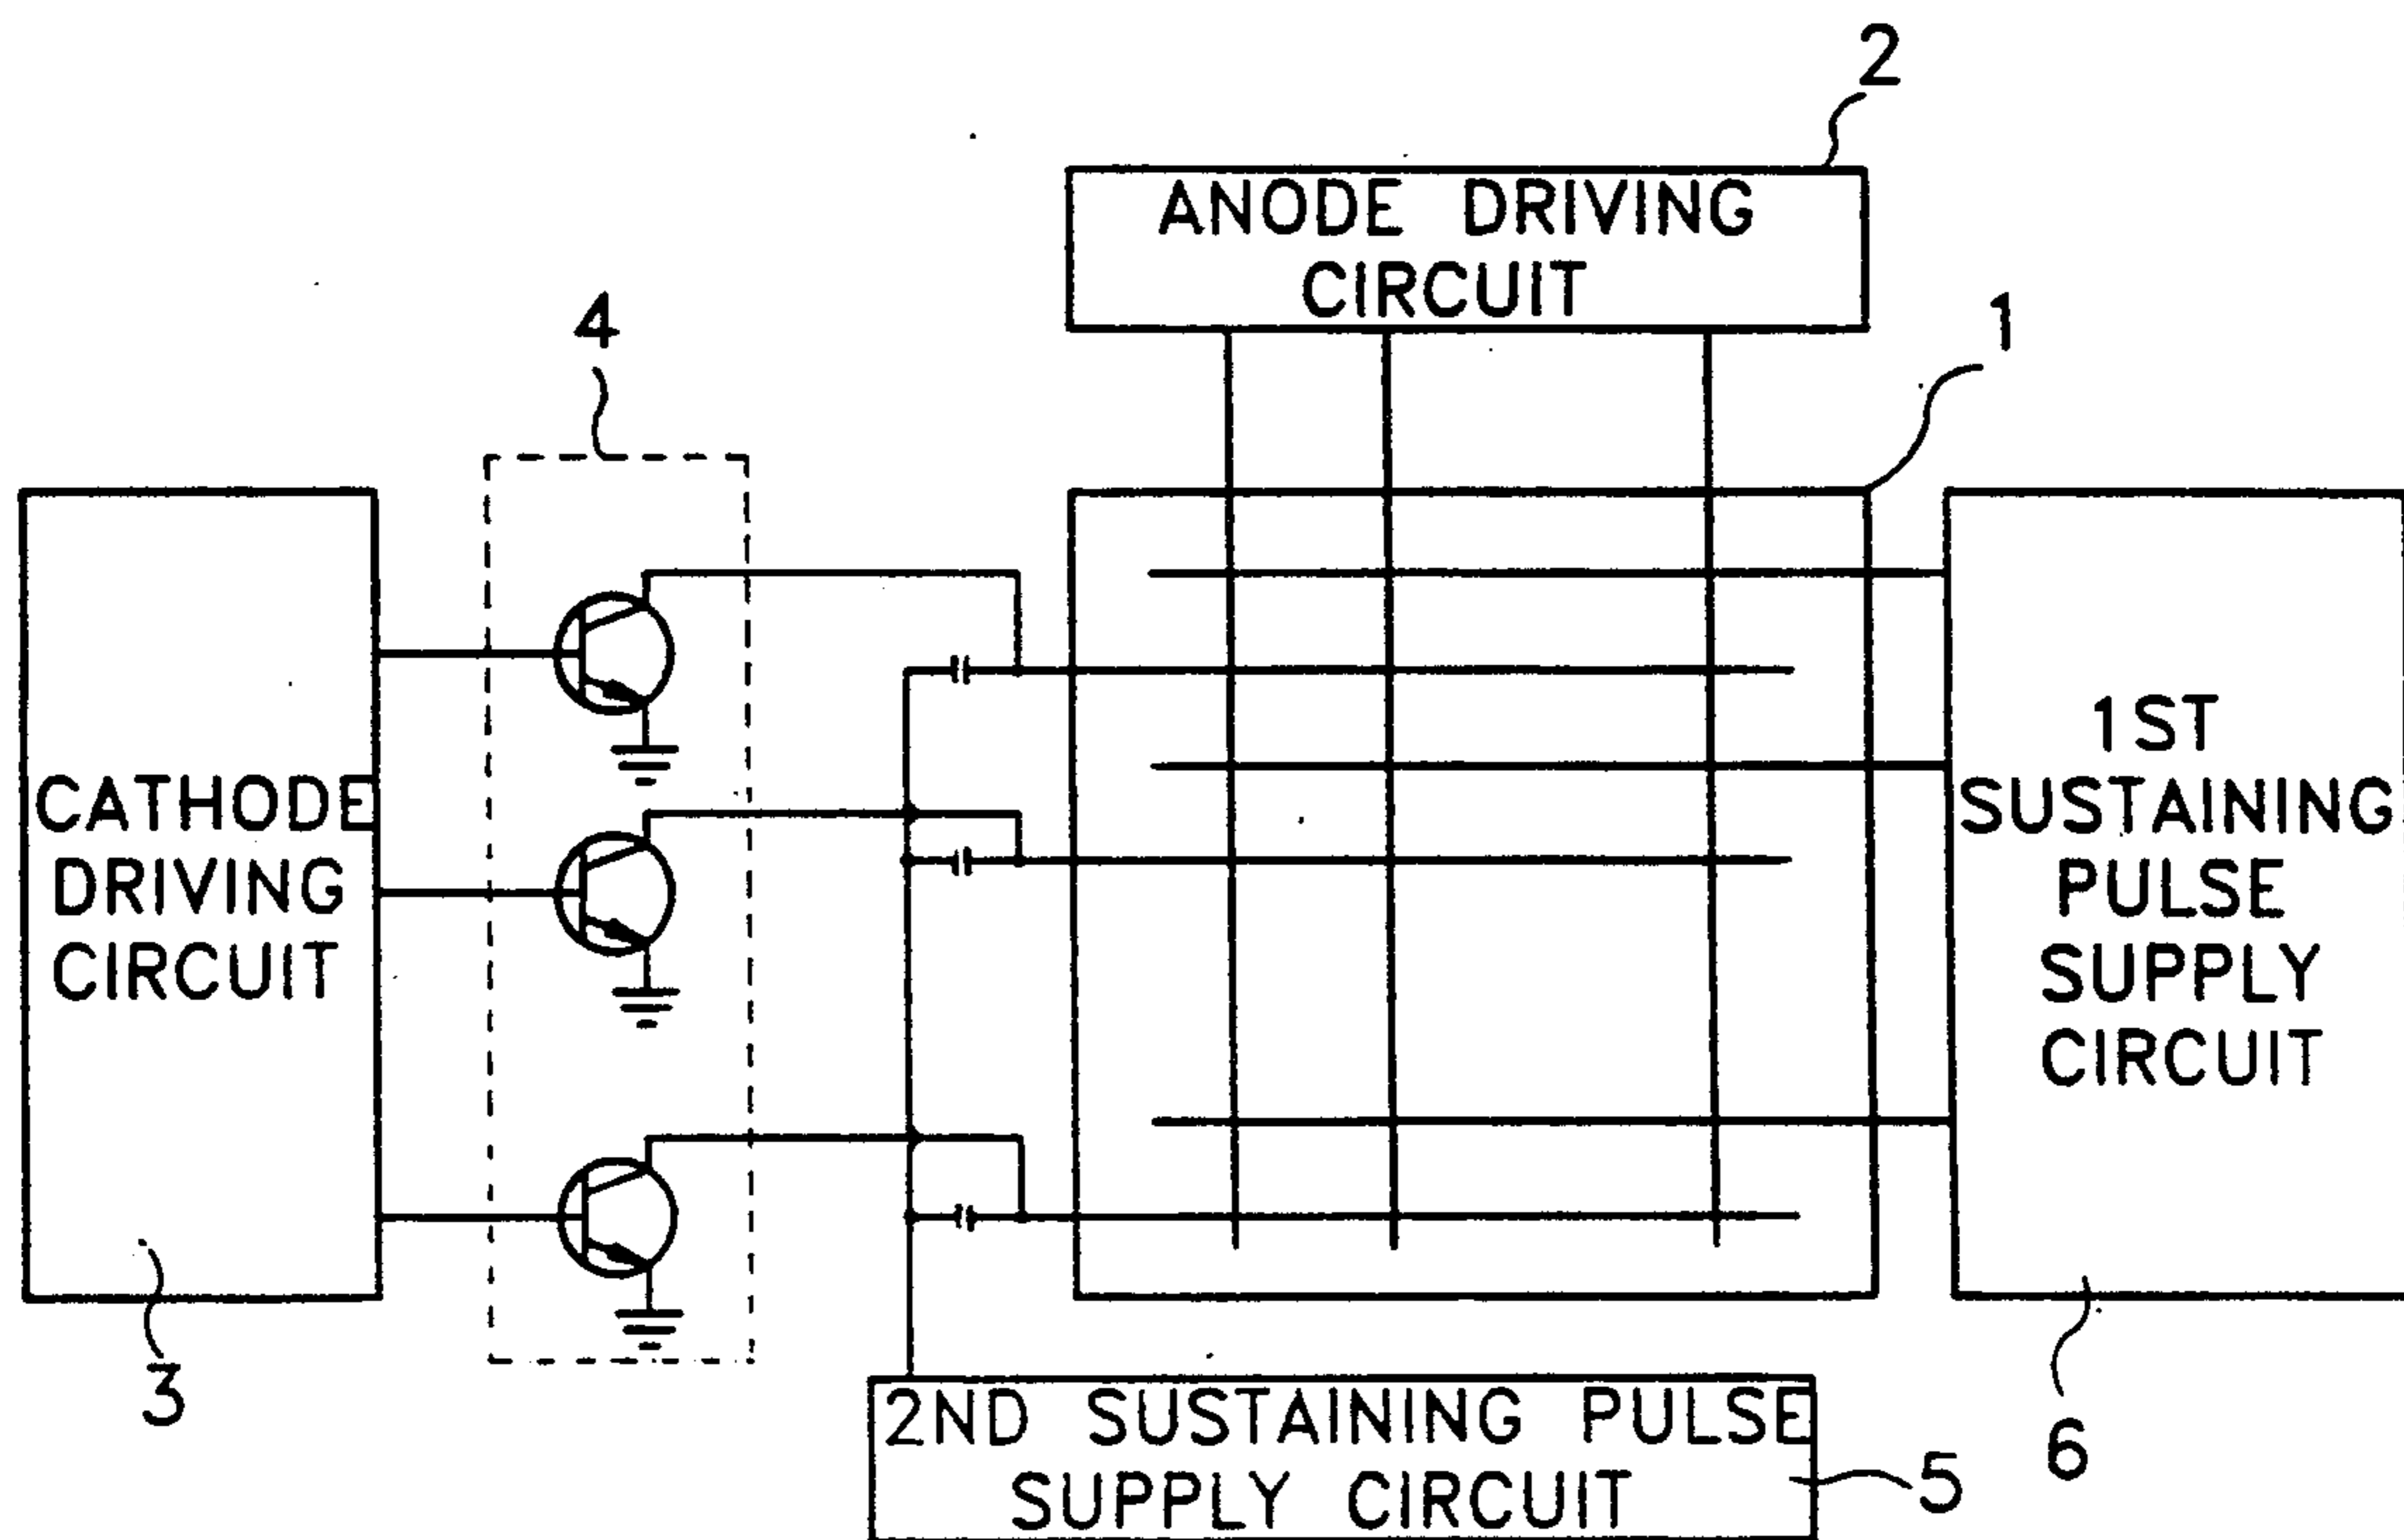 2
ANODE DRIVING
CIRCUIT
4
1
CATHODE
DRIVING
CIRCUIT
1ST
SUSTAINING
PULSE
SUPPLY
CIRCUIT
3
2ND SUSTAINING PULSE
SUPPLY CIRCUIT
5
6